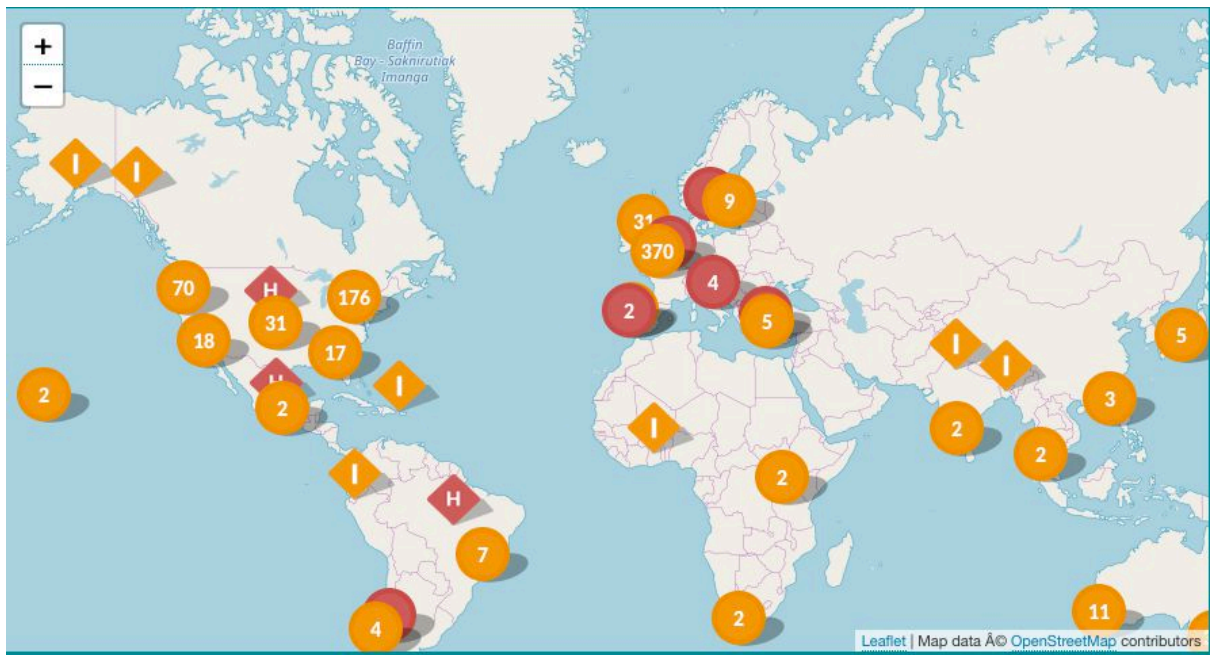 +
−
Baffin
Bay - Saknirutiak
Imanga
I
I
9
31
370
70
H
176
4
31
2
5
18
17
5
2
H
2
I
I
I
3
I
2
2
I
2
H
7
4
2
11
Leaflet | Map data Â© OpenStreetMap contributors